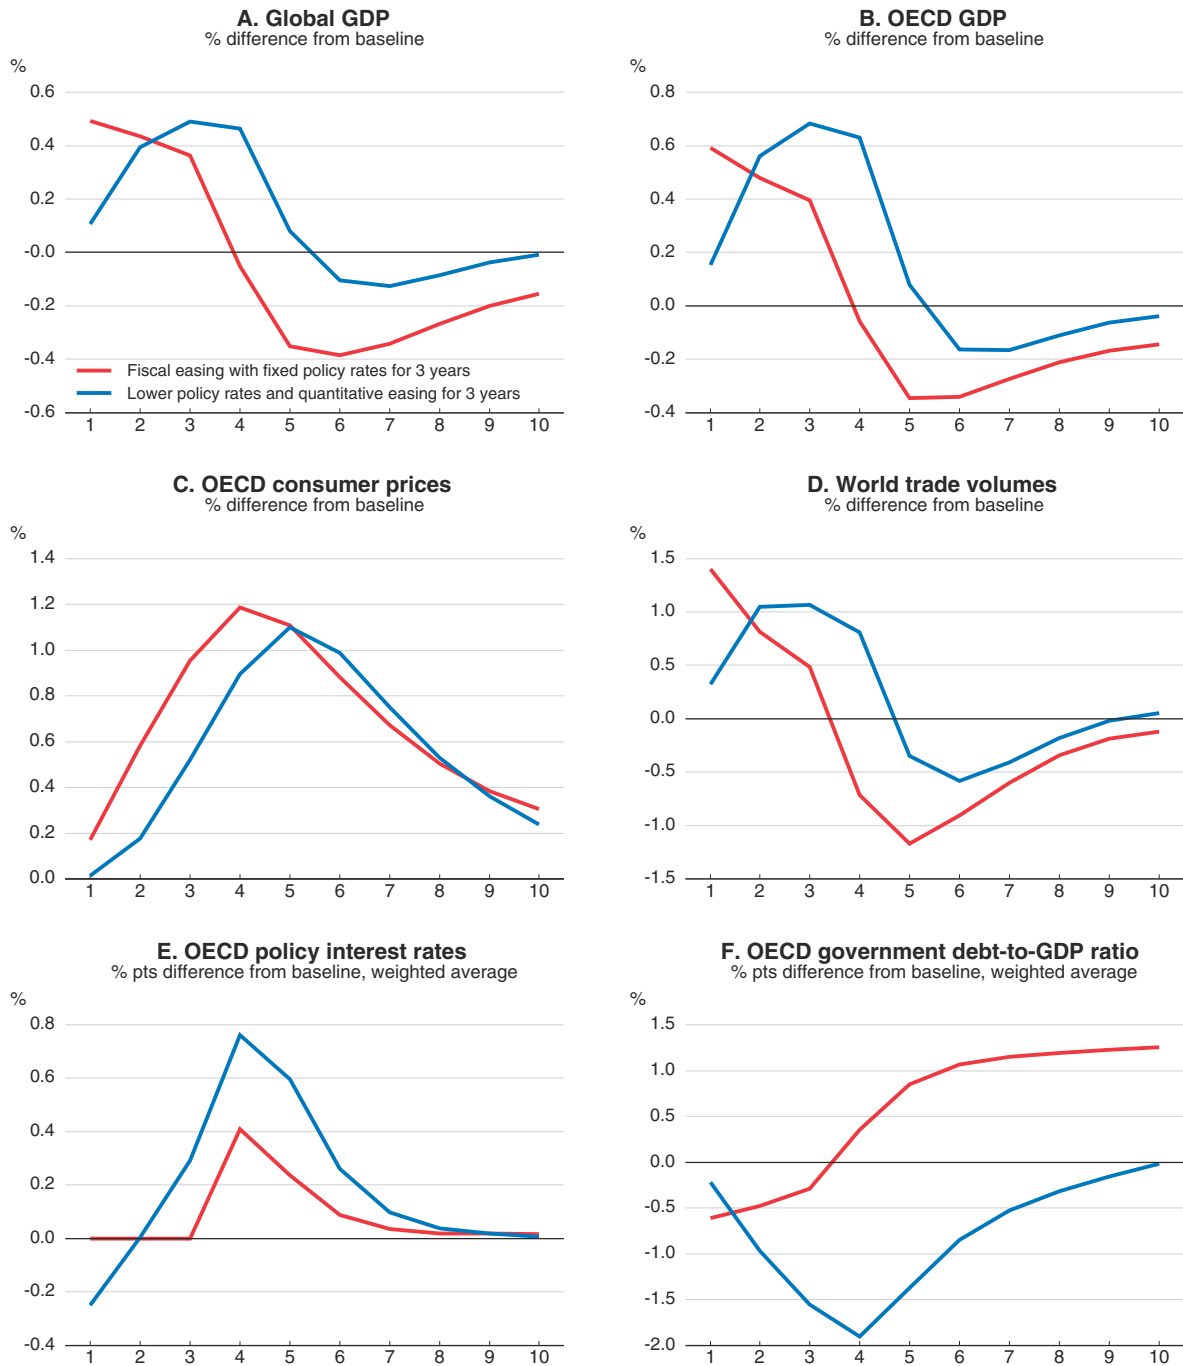 A. Global GDP
% difference from baseline
%
0.6
0.4
0.2
-0.0
-0.2
-0.4
-0.6
Fiscal easing with fixed policy rates for 3 years
Lower policy rates and quantitative easing for 3 years
1 2 3 4 5 6 7 8 9 10
B. OECD GDP
% difference from baseline
%
0.8
0.6
0.4
0.2
0.0
-0.2
-0.4
1 2 3 4 5 6 7 8 9 10
C. OECD consumer prices
% difference from baseline
%
1.4
1.2
1.0
0.8
0.6
0.4
0.2
0.0
1 2 3 4 5 6 7 8 9 10
D. World trade volumes
% difference from baseline
%
1.5
1.0
0.5
0.0
-0.5
-1.0
-1.5
1 2 3 4 5 6 7 8 9 10
E. OECD policy interest rates
% pts difference from baseline, weighted average
%
0.8
0.6
0.4
0.2
0.0
-0.2
-0.4
1 2 3 4 5 6 7 8 9 10
F. OECD government debt-to-GDP ratio
% pts difference from baseline, weighted average
%
1.5
1.0
0.5
0.0
-0.5
-1.0
-1.5
-2.0
1 2 3 4 5 6 7 8 9 10